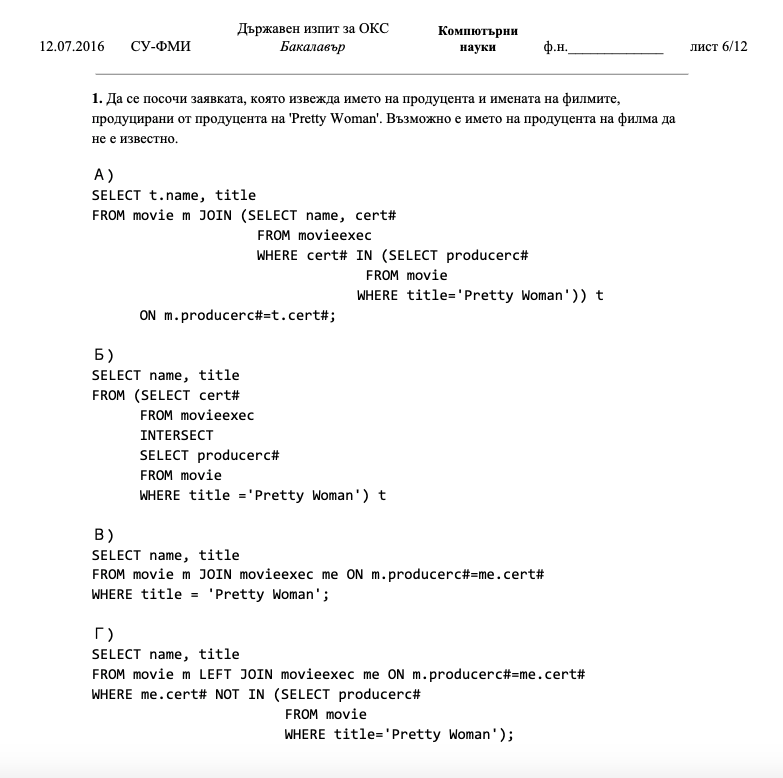 Държавен изпит за ОКС Компютърни
12.07.2016 СУ-ФМИ Бакалавър науки ф.н.____________ лист 6/12
1. Да се посочи заявката, която извежда името на продуцента и имената на филмите,
продуцирани от продуцента на 'Pretty Woman'. Възможно е името на продуцента на филма да
не е известно.
А)
SELECT t.name, title
FROM movie m JOIN (SELECT name, cert#
FROM movieexec
WHERE cert# IN (SELECT producerc#
FROM movie
WHERE title='Pretty Woman')) t
ON m.producerc#=t.cert#;
Б)
SELECT name, title
FROM (SELECT cert#
FROM movieexec
INTERSECT
SELECT producerc#
FROM movie
WHERE title ='Pretty Woman') t
В)
SELECT name, title
FROM movie m JOIN movieexec me ON m.producerc#=me.cert#
WHERE title = 'Pretty Woman';
Г)
SELECT name, title
FROM movie m LEFT JOIN movieexec me ON m.producerc#=me.cert#
WHERE me.cert# NOT IN (SELECT producerc#
FROM movie
WHERE title='Pretty Woman');